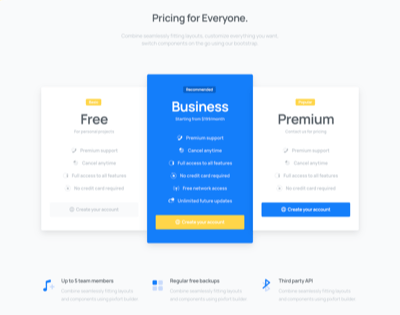 Pricing for Everyone.
Combine seamlessly fitting layouts, customize everything you want
switch components on the go using our bootstrap.
Free
For personal projects
Premium support
Cancel anytime
Full access to all features
No credit card required
Create your account
Recommended
Business
Starting from $199/month
Premium support
Cancel anytime
Full access to all features
No credit card required
Free network access
Unlimited future updates
Create your account
Premium
Contact us for pricing
Premium support
Cancel anytime
Full access to all features
No credit card required
Create your account
Up to 5 team members
Combine seamlessly fitting layouts
and components using pixfort builder.
Regular free backups
Combine seamlessly fitting layouts
and components using pixfort builder.
Third party API
Combine seamlessly fitting layouts
and components using pixfort builder.